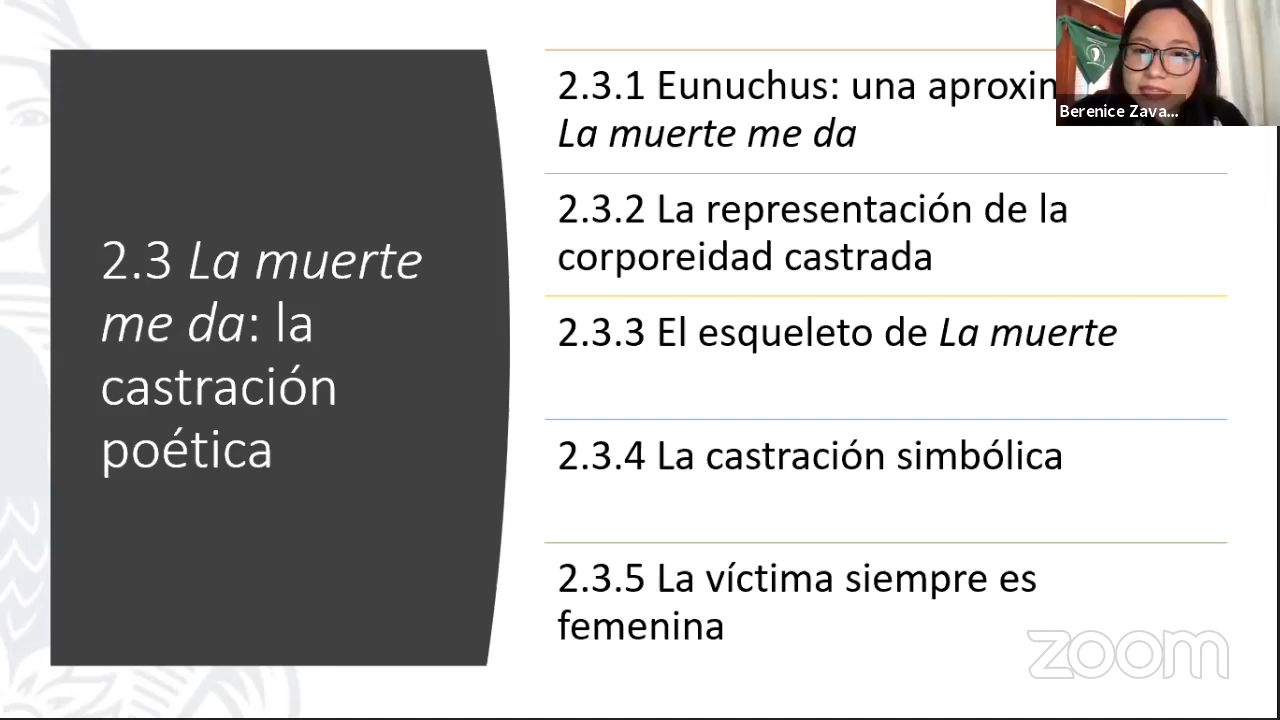 2.3 La muerte
me da: la
castración
poética
2.3.1 Eunuchus: una
La muerte me da
2.3.2 La representación de la
corporeidad castrada
2.3.3 El esqueleto de La muerte
2.3.4 La castración simbólica
2.3.5 La víctima siempre es
femenina
Berenice Zava...
zoom